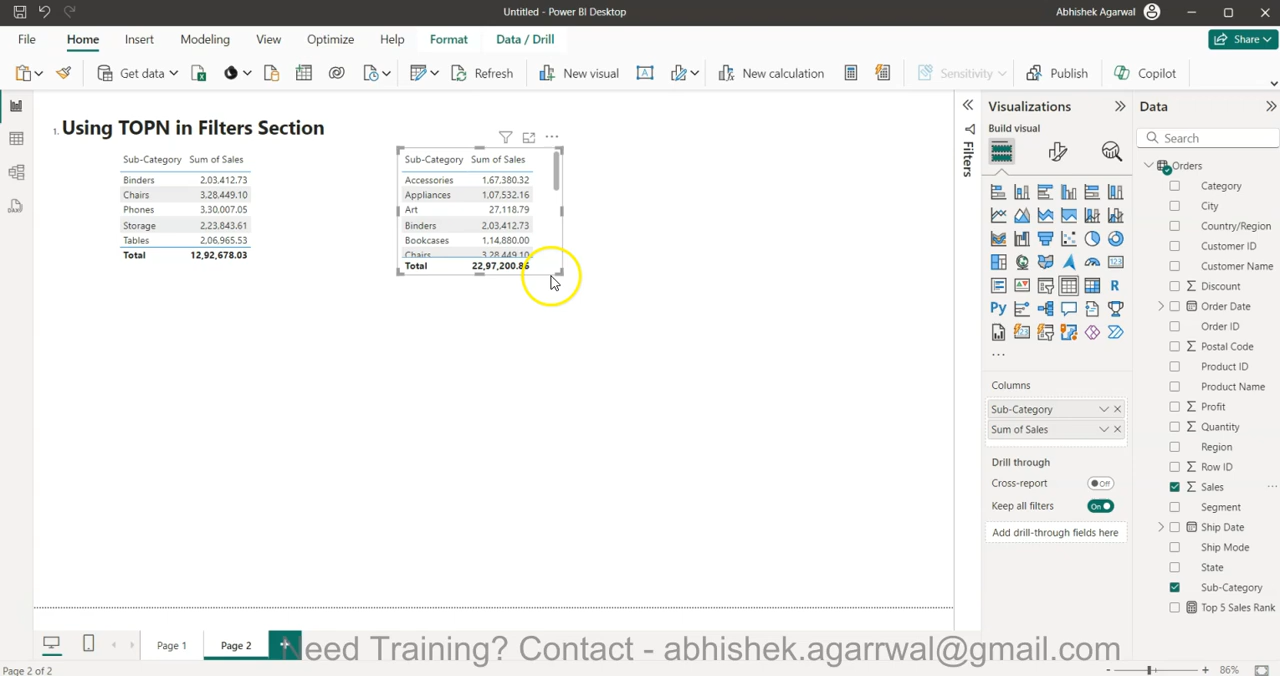 Untitled - Power BI Desktop
Abhishek Agarwal
File Home Insert Modeling View Optimize Help Format Data / Drill
Share
Get data Refresh New visual New calculation Sensitivity Publish Copilot
1. Using TOPN in Filters Section
Sub-Category Sum of Sales
Binders 2,03,412.73
Chairs 3,28,449.10
Phones 3,30,007.05
Storage 2,23,843.61
Tables 2,06,965.53
Total 12,92,678.03
Sub-Category Sum of Sales
Accessories 1,67,380.32
Appliances 1,07,532.16
Art 27,118.79
Binders 2,03,412.73
Bookcases 1,14,880.00
Chairs 3,28,449.10
Total 22,97,200.86
Filters
Visualizations
Build visual
R
Py
123
...
Columns
Sub-Category
Sum of Sales
Drill through
Cross-report Off
Keep all filters On
Add drill-through fields here
Data
Search
Orders
Category
City
Country/Region
Customer ID
Customer Name
Discount
Order Date
Order ID
Postal Code
Product ID
Product Name
Profit
Quantity
Region
Row ID
Sales
Segment
Ship Date
Ship Mode
State
Sub-Category
Top 5 Sales Rank
Page 1 Page 2
Need Training? Contact - abhishek.agarrwal@gmail.com
Page 2 of 2
86%